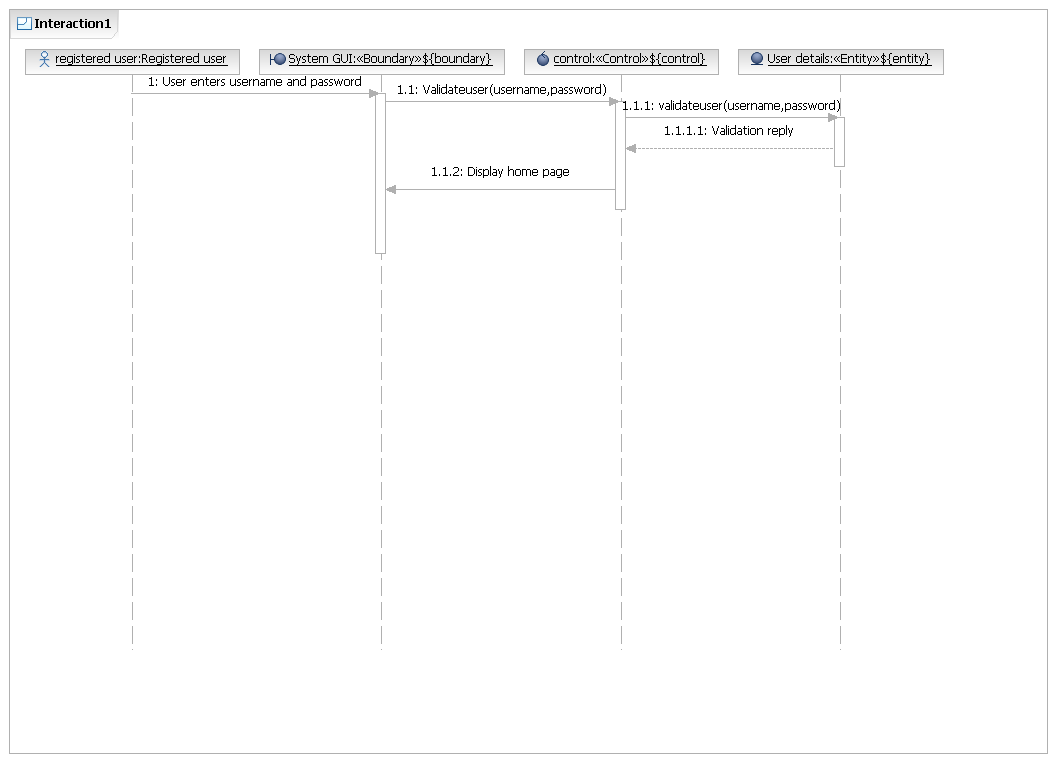 Interaction1
registered user:Registered user
System GUI:«Boundary»${boundary}
control:«Control»${control}
User details:«Entity»${entity}
1: User enters username and password
1.1: Validateuser(username,password)
1.1.1: validateuser(username,password)
1.1.1.1: Validation reply
1.1.2: Display home page